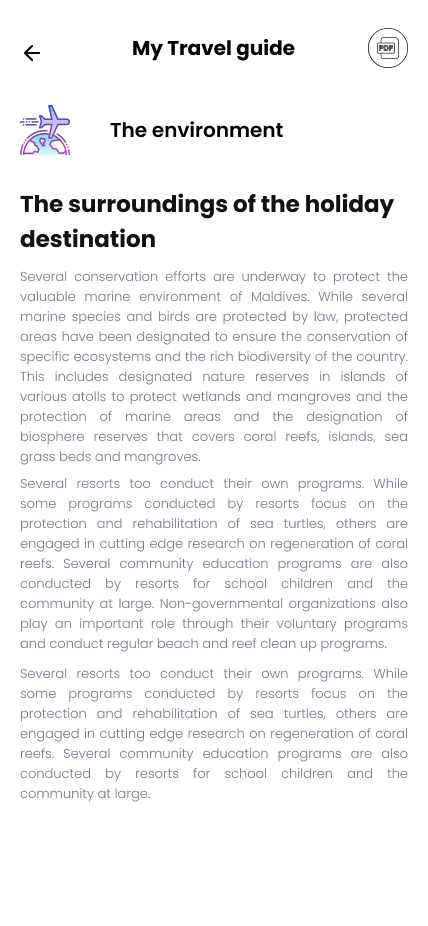 My Travel guide
PDF
The environment
The surroundings of the holiday
destination
Several conservation efforts are underway to protect the
valuable marine environment of Maldives. While several
marine species and birds are protected by law, protected
areas have been designated to ensure the conservation of
specific ecosystems and the rich biodiversity of the country.
This includes designated nature reserves in islands of
various atolls to protect wetlands and mangroves and the
protection of marine areas and the designation of
biosphere reserves that covers coral reefs, islands, sea
grass beds and mangroves.
Several resorts too conduct their own programs. While
some programs conducted by resorts focus on the
protection and rehabilitation of sea turtles, others are
engaged in cutting edge research on regeneration of coral
reefs. Several community education programs are also
conducted by resorts for school children and the
community at large. Non-governmental organizations also
play an important role through their voluntary programs
and conduct regular beach and reef clean up programs.
Several resorts too conduct their own programs. While
some programs conducted by resorts focus on the
protection and rehabilitation of sea turtles, others are
engaged in cutting edge research on regeneration of coral
reefs. Several community education programs are also
conducted by resorts for school children and the
community at large.